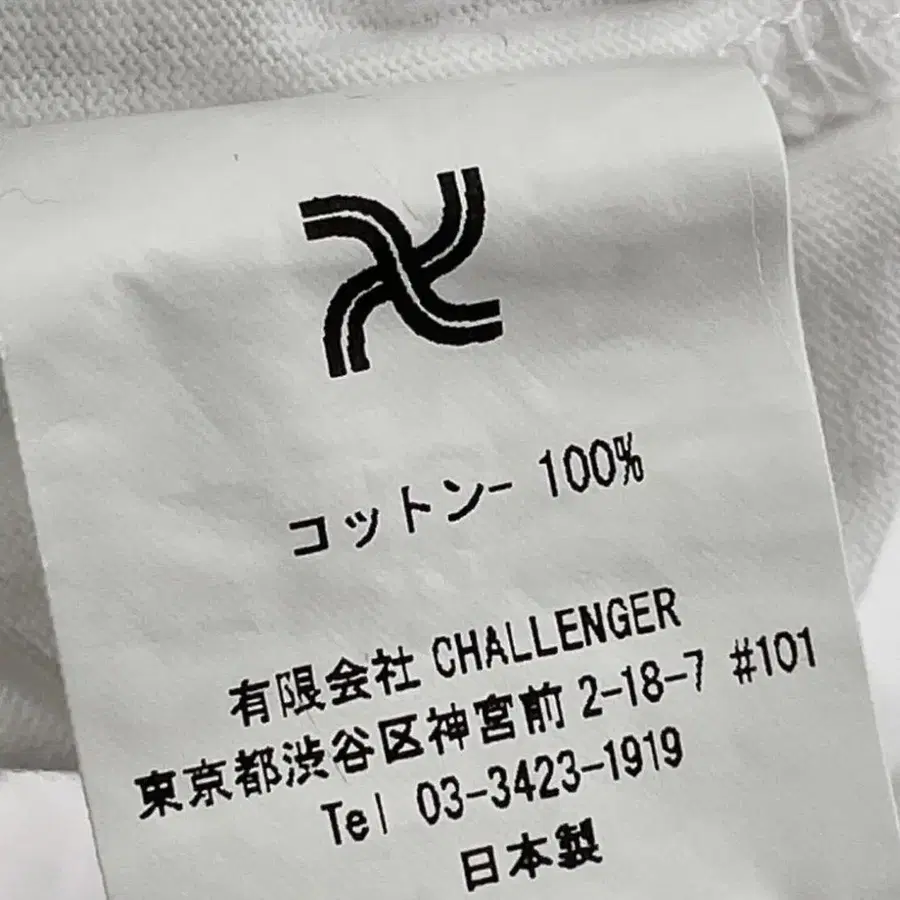 コットン- 100%
有限会社 CHALLENGER
東京都渋谷区神宮前 2-18-7 #101
Tel 03-3423-1919
日本製